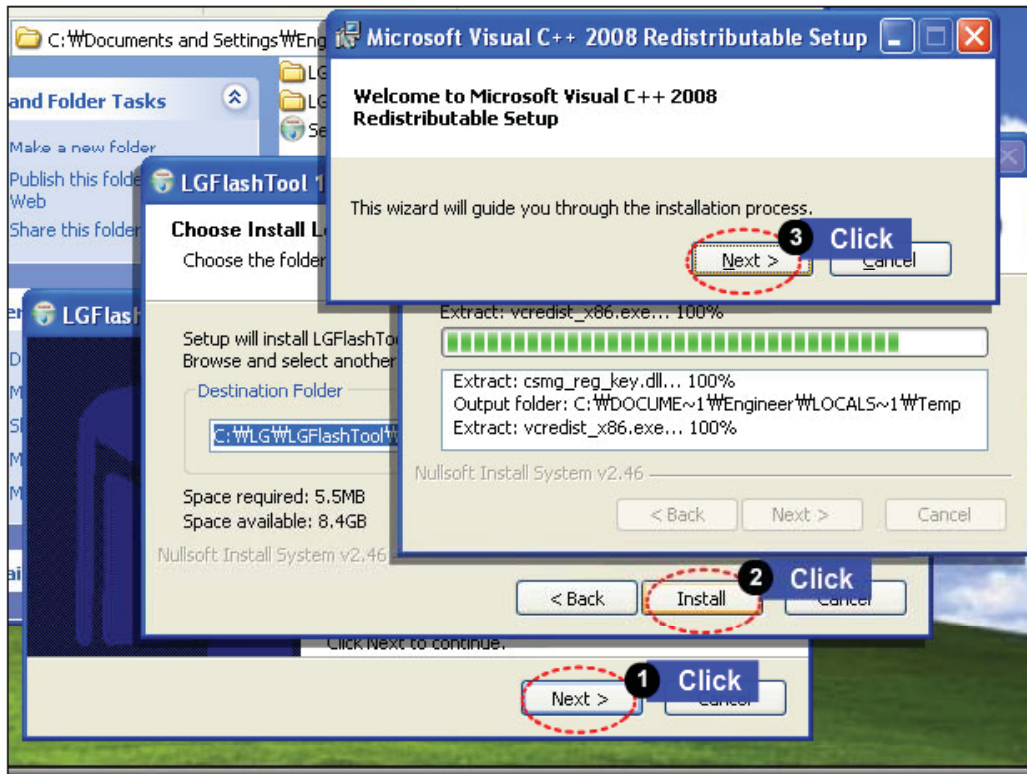 C:₩Documents and Settings₩Eng
and Folder Tasks
Make a new folder
Publish this folde
Web
Share this folder
LG
LG
Se
Microsoft Visual C++ 2008 Redistributable Setup
Welcome to Microsoft Visual C++ 2008
Redistributable Setup
This wizard will guide you through the installation process.
3 Click
Next >
Cancel
LGFlashTool 1
Choose Install L
Choose the folder
Setup will install LGFlashToo
Browse and select another
Destination Folder
C:₩LG₩LGFlashTool₩
Space required: 5.5MB
Space available: 8.4GB
Nullsoft Install System v2.46
Extract: vcredist_x86.exe... 100%
Extract: csmg_reg_key.dll... 100%
Output folder: C:₩DOCUME~1₩Engineer₩LOCALS~1₩Temp
Extract: vcredist_x86.exe... 100%
Nullsoft Install System v2.46
< Back
Next >
Cancel
2 Click
< Back
Install
Cancel
LGFlas
Click Next to continue.
1 Click
Next >
Cancel